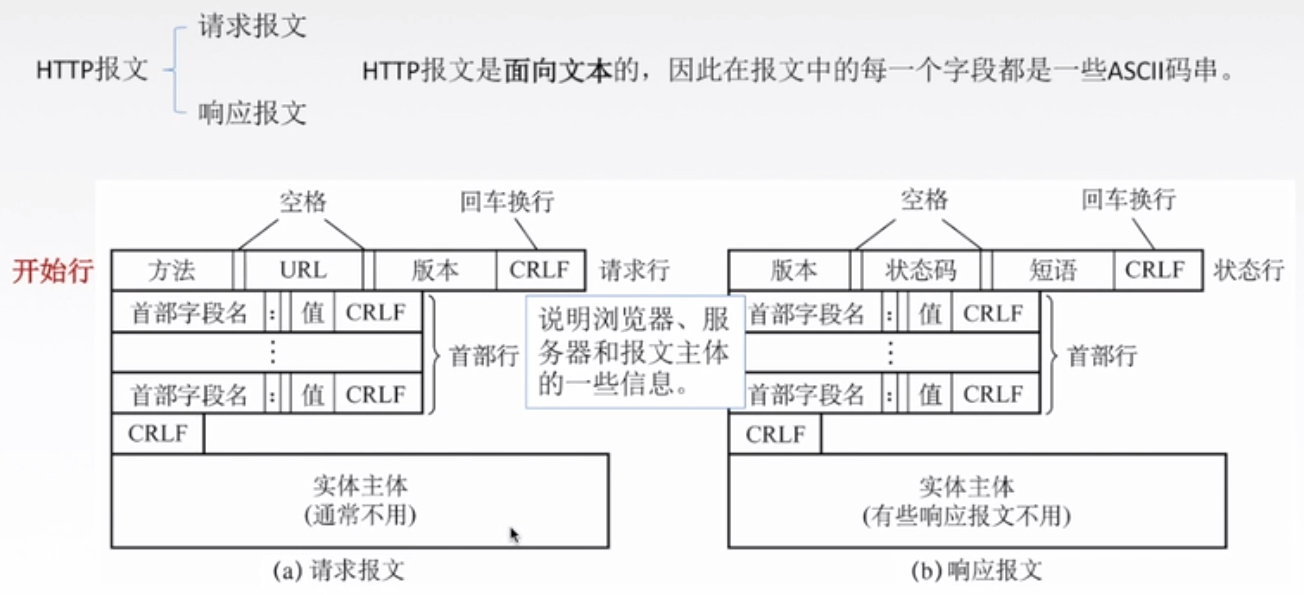 请求报文
HTTP报文
HTTP报文是面向文本的，因此在报文中的每一个字段都是一些ASCII码串。
响应报文
空格 回车换行
开始行 方法 URL 版本 CRLF 请求行
首部字段名 : 值 CRLF
⋮
首部行
首部字段名 : 值 CRLF
CRLF
实体主体
(通常不用)
(a) 请求报文
说明浏览器、服
务器和报文主体
的一些信息。
空格 回车换行
版本 状态码 短语 CRLF 状态行
首部字段名 : 值 CRLF
⋮
首部行
首部字段名 : 值 CRLF
CRLF
实体主体
(有些响应报文不用)
(b) 响应报文